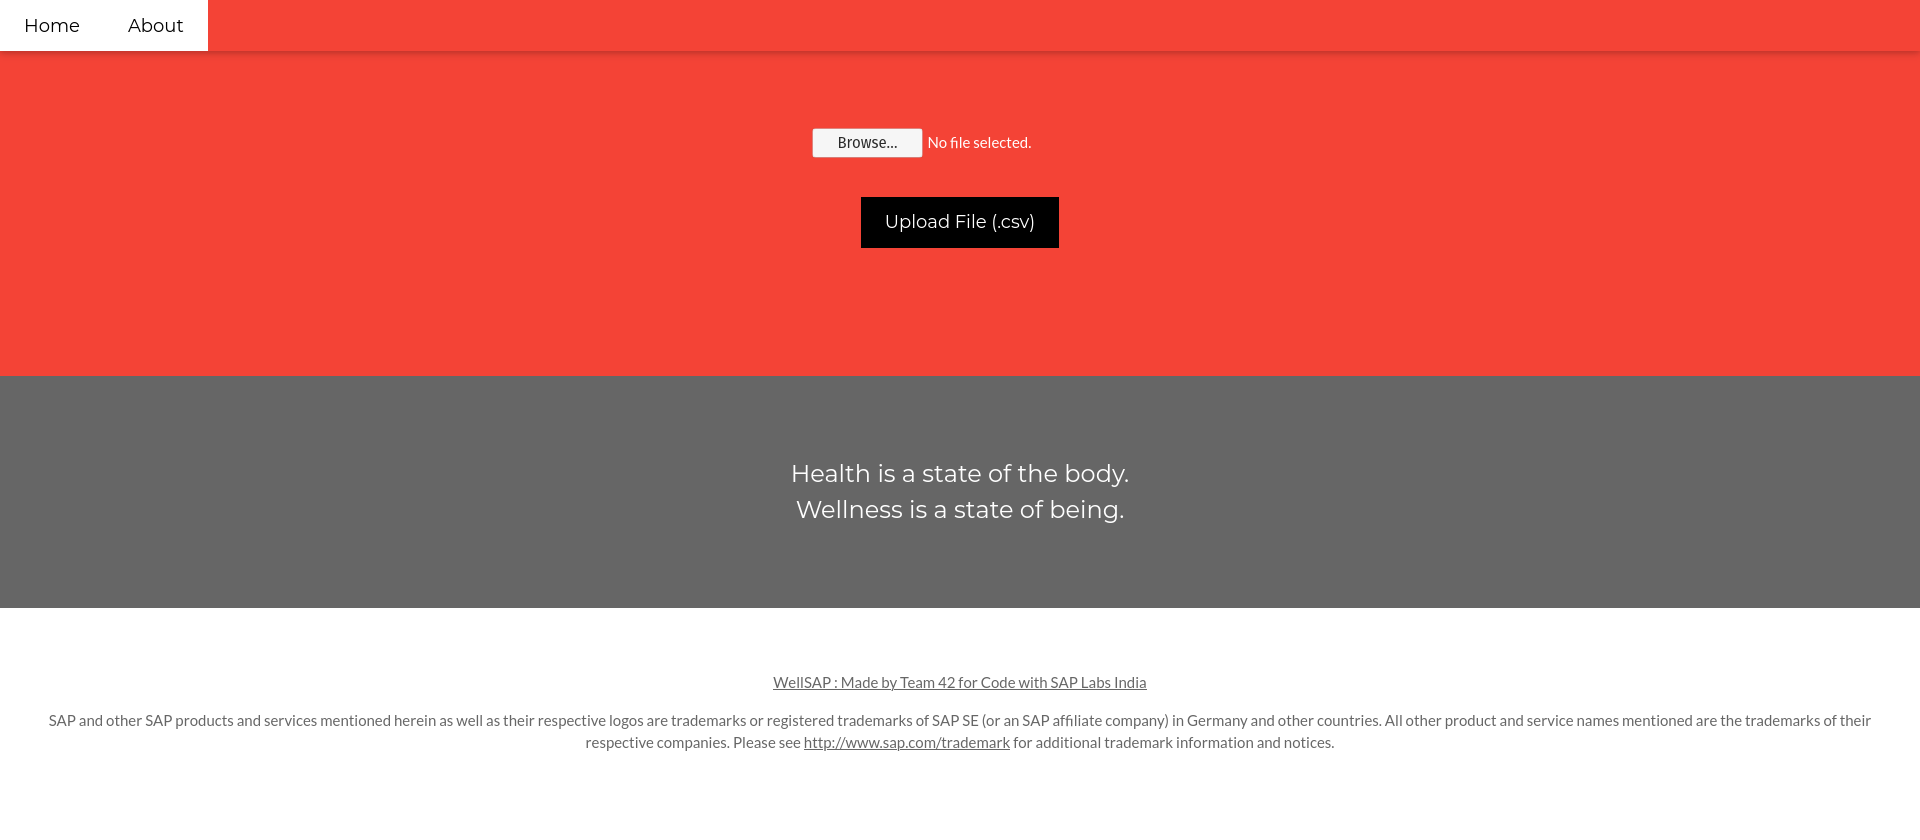 Home About
Browse... No file selected.
Upload File (.csv)
Health is a state of the body.
Wellness is a state of being.
WellSAP : Made by Team 42 for Code with SAP Labs India
SAP and other SAP products and services mentioned herein as well as their respective logos are trademarks or registered trademarks of SAP SE (or an SAP affiliate company) in Germany and other countries. All other product and service names mentioned are the trademarks of their
respective companies. Please see http://www.sap.com/trademark for additional trademark information and notices.